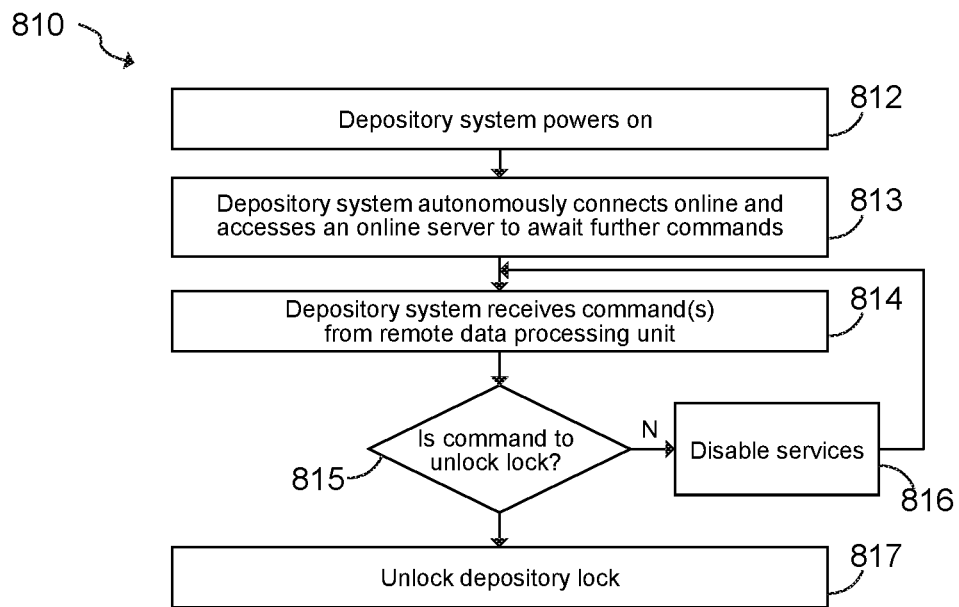 810
812
Depository system powers on
813
Depository system autonomously connects online and
accesses an online server to await further commands
814
Depository system receives command(s)
from remote data processing unit
Is command to
unlock lock?
815
N
Disable services
816
817
Unlock depository lock